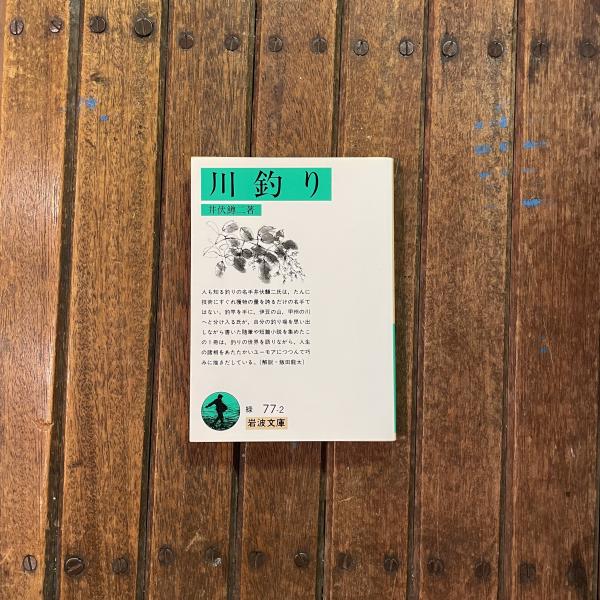 川釣り
井伏鱒二著
人も知る釣りの名手井伏鱒二氏は、たんに
技術にすぐれ獲物の量を誇るだけの名手で
はない。釣竿を手に、伊豆の山、甲州の川
へと分け入る氏が、自分の釣り場を思い出
しながら書いた随筆や短篇小説を集めたこ
の1冊は、釣りの世界を語りながら、人生
の諸相をあたたかいユーモアにつつんで巧
みに描きだしている。(解説=飯田龍太)
緑 77-2
岩波文庫